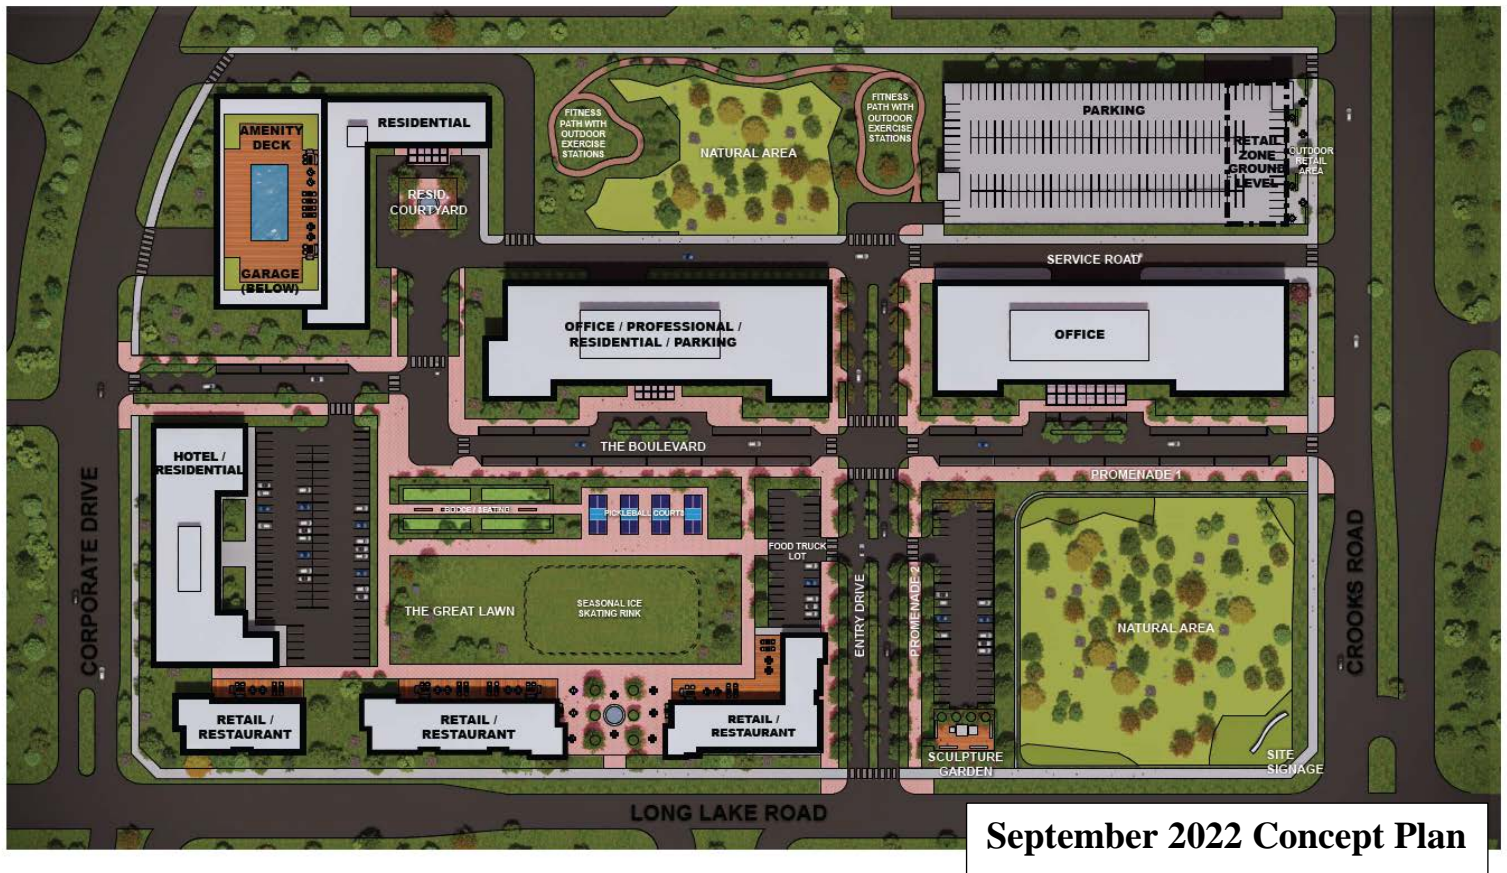 AMENITY
DECK
RESIDENTIAL
RESID.
COURTYARD
GARAGE
(BELOW)
FITNESS
PATH WITH
OUTDOOR
EXERCISE
STATIONS
NATURAL AREA
FITNESS
PATH WITH
OUTDOOR
EXERCISE
STATIONS
PARKING
RETAIL
ZONE
GROUND
LEVEL
OUTDOOR
RETAIL
AREA
SERVICE ROAD
OFFICE / PROFESSIONAL /
RESIDENTIAL / PARKING
OFFICE
THE BOULEVARD
PROMENADE 1
HOTEL /
RESIDENTIAL
BOCCE / SEATING
PICKLEBALL COURTS
FOOD TRUCK
LOT
THE GREAT LAWN
SEASONAL ICE
SKATING RINK
ENTRY DRIVE
PROMENADE 2
NATURAL AREA
CORPORATE DRIVE
CROOKS ROAD
RETAIL /
RESTAURANT
RETAIL /
RESTAURANT
RETAIL /
RESTAURANT
SCULPTURE
GARDEN
SITE
SIGNAGE
LONG LAKE ROAD
September 2022 Concept Plan